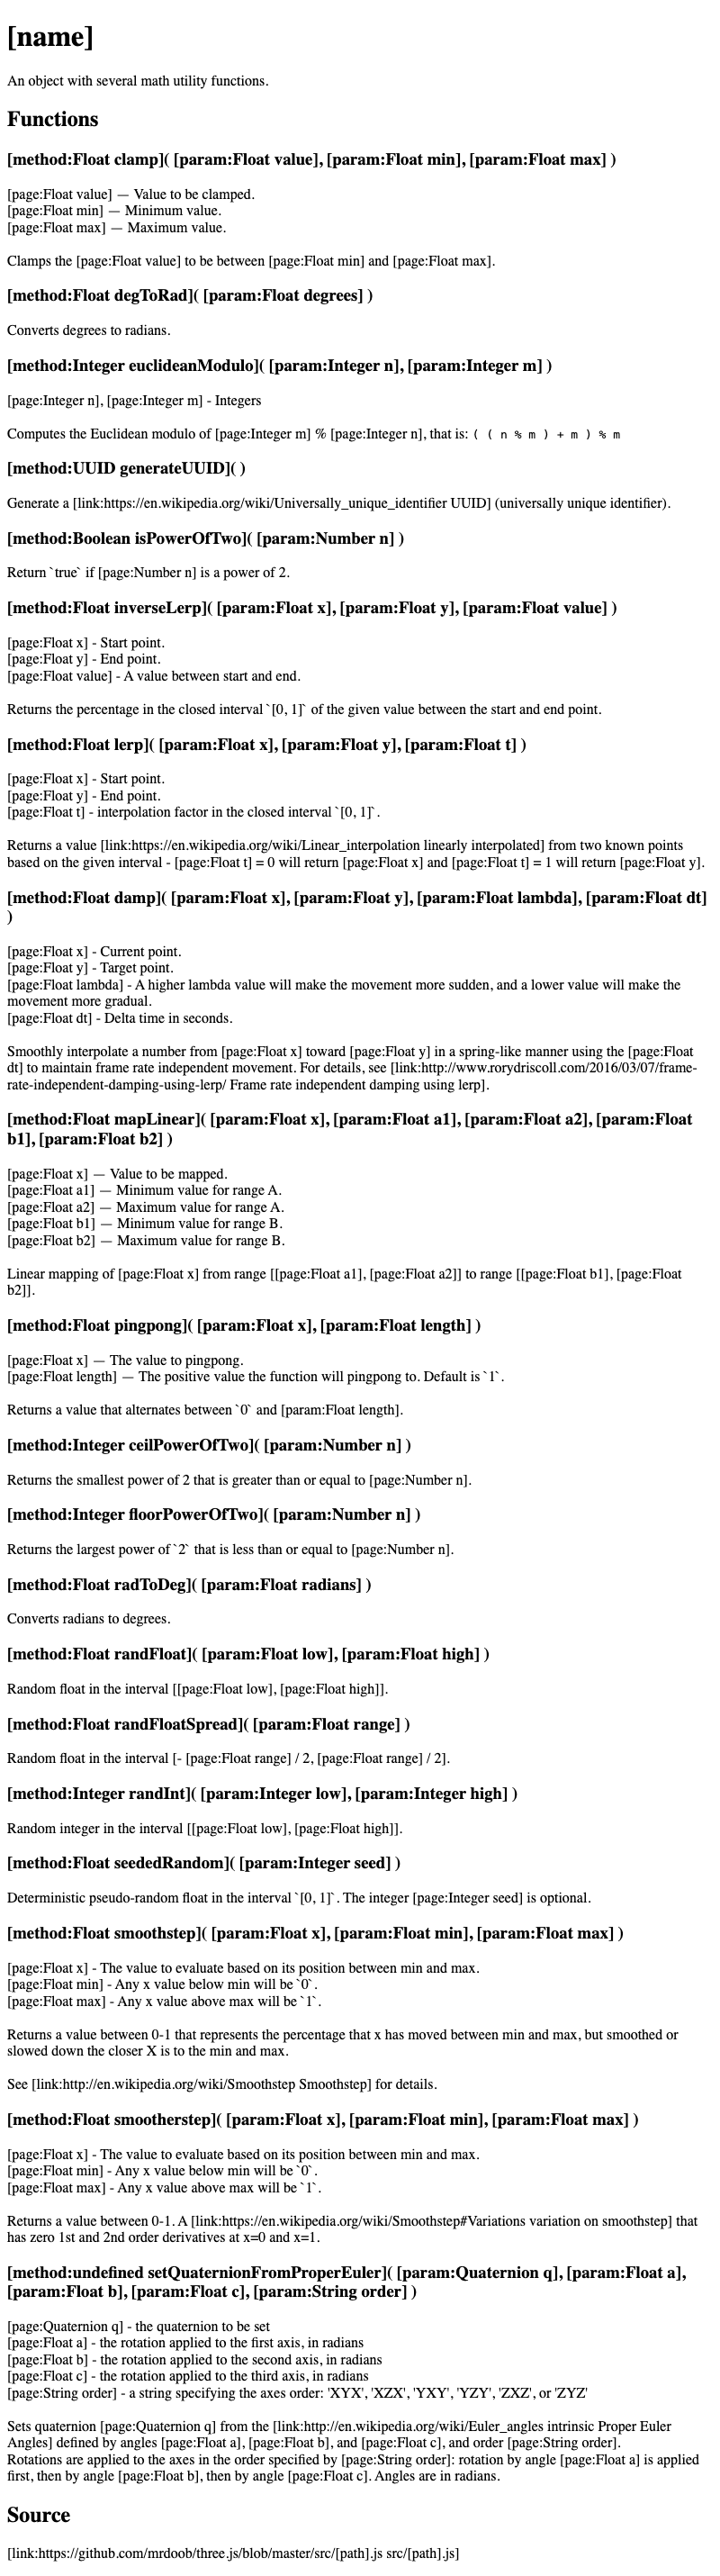 [name]
An object with several math utility functions.
Functions
[method:Float clamp]( [param:Float value], [param:Float min], [param:Float max] )
[page:Float value] — Value to be clamped.
[page:Float min] — Minimum value.
[page:Float max] — Maximum value.
Clamps the [page:Float value] to be between [page:Float min] and [page:Float max].
[method:Float degToRad]( [param:Float degrees] )
Converts degrees to radians.
[method:Integer euclideanModulo]( [param:Integer n], [param:Integer m] )
[page:Integer n], [page:Integer m] - Integers
Computes the Euclidean modulo of [page:Integer m] % [page:Integer n], that is: ( ( n % m ) + m ) % m
[method:UUID generateUUID]( )
Generate a [link:https://en.wikipedia.org/wiki/Universally_unique_identifier UUID] (universally unique identifier).
[method:Boolean isPowerOfTwo]( [param:Number n] )
Return `true` if [page:Number n] is a power of 2.
[method:Float inverseLerp]( [param:Float x], [param:Float y], [param:Float value] )
[page:Float x] - Start point.
[page:Float y] - End point.
[page:Float value] - A value between start and end.
Returns the percentage in the closed interval `[0, 1]` of the given value between the start and end point.
[method:Float lerp]( [param:Float x], [param:Float y], [param:Float t] )
[page:Float x] - Start point.
[page:Float y] - End point.
[page:Float t] - interpolation factor in the closed interval `[0, 1]`.
Returns a value [link:https://en.wikipedia.org/wiki/Linear_interpolation linearly interpolated] from two known points
based on the given interval - [page:Float t] = 0 will return [page:Float x] and [page:Float t] = 1 will return [page:Float y].
[method:Float damp]( [param:Float x], [param:Float y], [param:Float lambda], [param:Float dt]
)
[page:Float x] - Current point.
[page:Float y] - Target point.
[page:Float lambda] - A higher lambda value will make the movement more sudden, and a lower value will make the
movement more gradual.
[page:Float dt] - Delta time in seconds.
Smoothly interpolate a number from [page:Float x] toward [page:Float y] in a spring-like manner using the [page:Float
dt] to maintain frame rate independent movement. For details, see [link:http://www.rorydriscoll.com/2016/03/07/frame-
rate-independent-damping-using-lerp/ Frame rate independent damping using lerp].
[method:Float mapLinear]( [param:Float x], [param:Float a1], [param:Float a2], [param:Float
b1], [param:Float b2] )
[page:Float x] — Value to be mapped.
[page:Float a1] — Minimum value for range A.
[page:Float a2] — Maximum value for range A.
[page:Float b1] — Minimum value for range B.
[page:Float b2] — Maximum value for range B.
Linear mapping of [page:Float x] from range [[page:Float a1], [page:Float a2]] to range [[page:Float b1], [page:Float
b2]].
[method:Float pingpong]( [param:Float x], [param:Float length] )
[page:Float x] — The value to pingpong.
[page:Float length] — The positive value the function will pingpong to. Default is `1`.
Returns a value that alternates between `0` and [param:Float length].
[method:Integer ceilPowerOfTwo]( [param:Number n] )
Returns the smallest power of 2 that is greater than or equal to [page:Number n].
[method:Integer floorPowerOfTwo]( [param:Number n] )
Returns the largest power of `2` that is less than or equal to [page:Number n].
[method:Float radToDeg]( [param:Float radians] )
Converts radians to degrees.
[method:Float randFloat]( [param:Float low], [param:Float high] )
Random float in the interval [[page:Float low], [page:Float high]].
[method:Float randFloatSpread]( [param:Float range] )
Random float in the interval [- [page:Float range] / 2, [page:Float range] / 2].
[method:Integer randInt]( [param:Integer low], [param:Integer high] )
Random integer in the interval [[page:Float low], [page:Float high]].
[method:Float seededRandom]( [param:Integer seed] )
Deterministic pseudo-random float in the interval `[0, 1]`. The integer [page:Integer seed] is optional.
[method:Float smoothstep]( [param:Float x], [param:Float min], [param:Float max] )
[page:Float x] - The value to evaluate based on its position between min and max.
[page:Float min] - Any x value below min will be `0`.
[page:Float max] - Any x value above max will be `1`.
Returns a value between 0-1 that represents the percentage that x has moved between min and max, but smoothed or
slowed down the closer X is to the min and max.
See [link:http://en.wikipedia.org/wiki/Smoothstep Smoothstep] for details.
[method:Float smootherstep]( [param:Float x], [param:Float min], [param:Float max] )
[page:Float x] - The value to evaluate based on its position between min and max.
[page:Float min] - Any x value below min will be `0`.
[page:Float max] - Any x value above max will be `1`.
Returns a value between 0-1. A [link:https://en.wikipedia.org/wiki/Smoothstep#Variations variation on smoothstep] that
has zero 1st and 2nd order derivatives at x=0 and x=1.
[method:undefined setQuaternionFromProperEuler]( [param:Quaternion q], [param:Float a],
[param:Float b], [param:Float c], [param:String order] )
[page:Quaternion q] - the quaternion to be set
[page:Float a] - the rotation applied to the first axis, in radians
[page:Float b] - the rotation applied to the second axis, in radians
[page:Float c] - the rotation applied to the third axis, in radians
[page:String order] - a string specifying the axes order: 'XYX', 'XZX', 'YXY', 'YZY', 'ZXZ', or 'ZYZ'
Sets quaternion [page:Quaternion q] from the [link:http://en.wikipedia.org/wiki/Euler_angles intrinsic Proper Euler
Angles] defined by angles [page:Float a], [page:Float b], and [page:Float c], and order [page:String order].
Rotations are applied to the axes in the order specified by [page:String order]: rotation by angle [page:Float a] is applied
first, then by angle [page:Float b], then by angle [page:Float c]. Angles are in radians.
Source
[link:https://github.com/mrdoob/three.js/blob/master/src/[path].js src/[path].js]